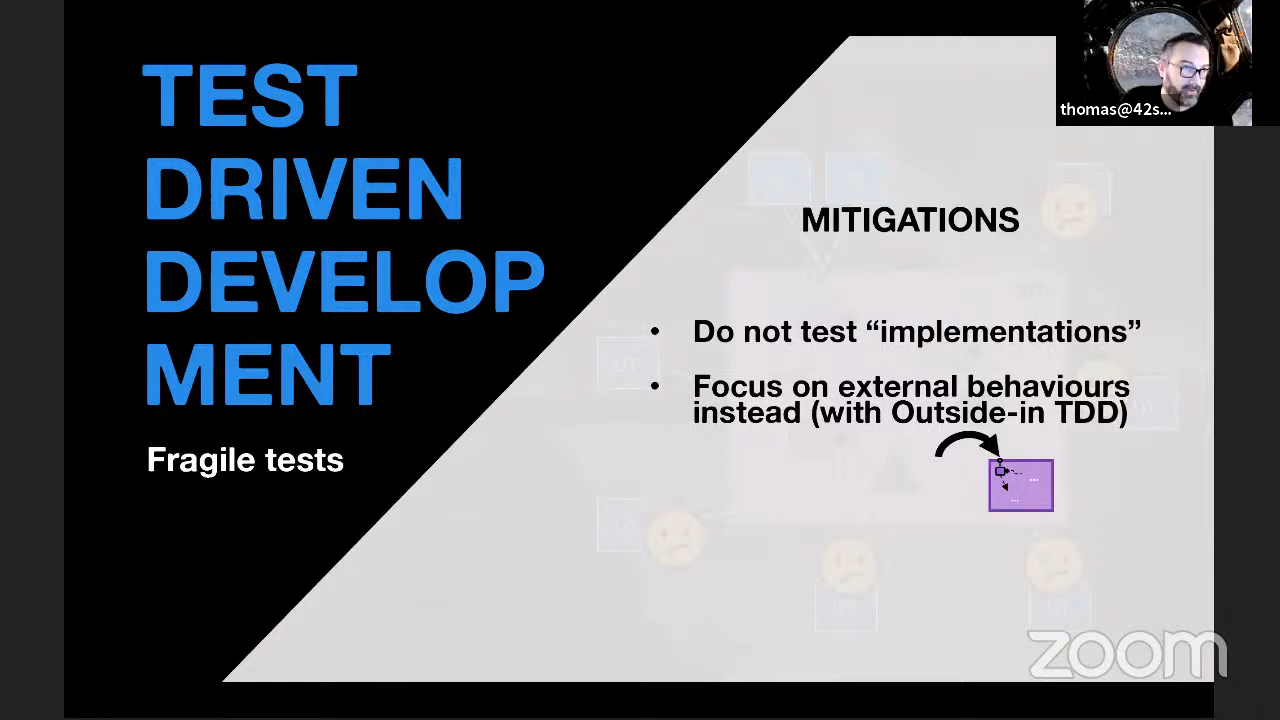 TEST
DRIVEN
DEVELOP
MENT
Fragile tests
thomas@42s...
MITIGATIONS
• Do not test “implementations”
• Focus on external behaviours
instead (with Outside-in TDD)
zoom